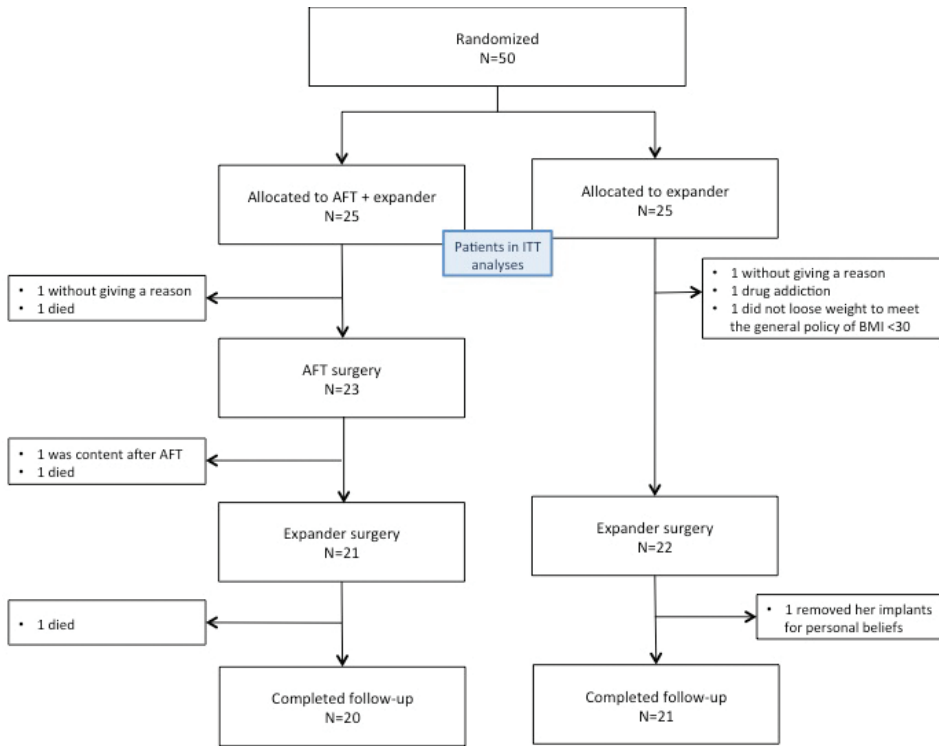 Randomized
N=50
Allocated to AFT + expander
N=25
Allocated to expander
N=25
Patients in ITT
analyses
• 1 without giving a reason
• 1 died
• 1 without giving a reason
• 1 drug addiction
• 1 did not loose weight to meet
the general policy of BMI <30
AFT surgery
N=23
• 1 was content after AFT
• 1 died
Expander surgery
N=21
Expander surgery
N=22
• 1 died
• 1 removed her implants
for personal beliefs
Completed follow-up
N=20
Completed follow-up
N=21